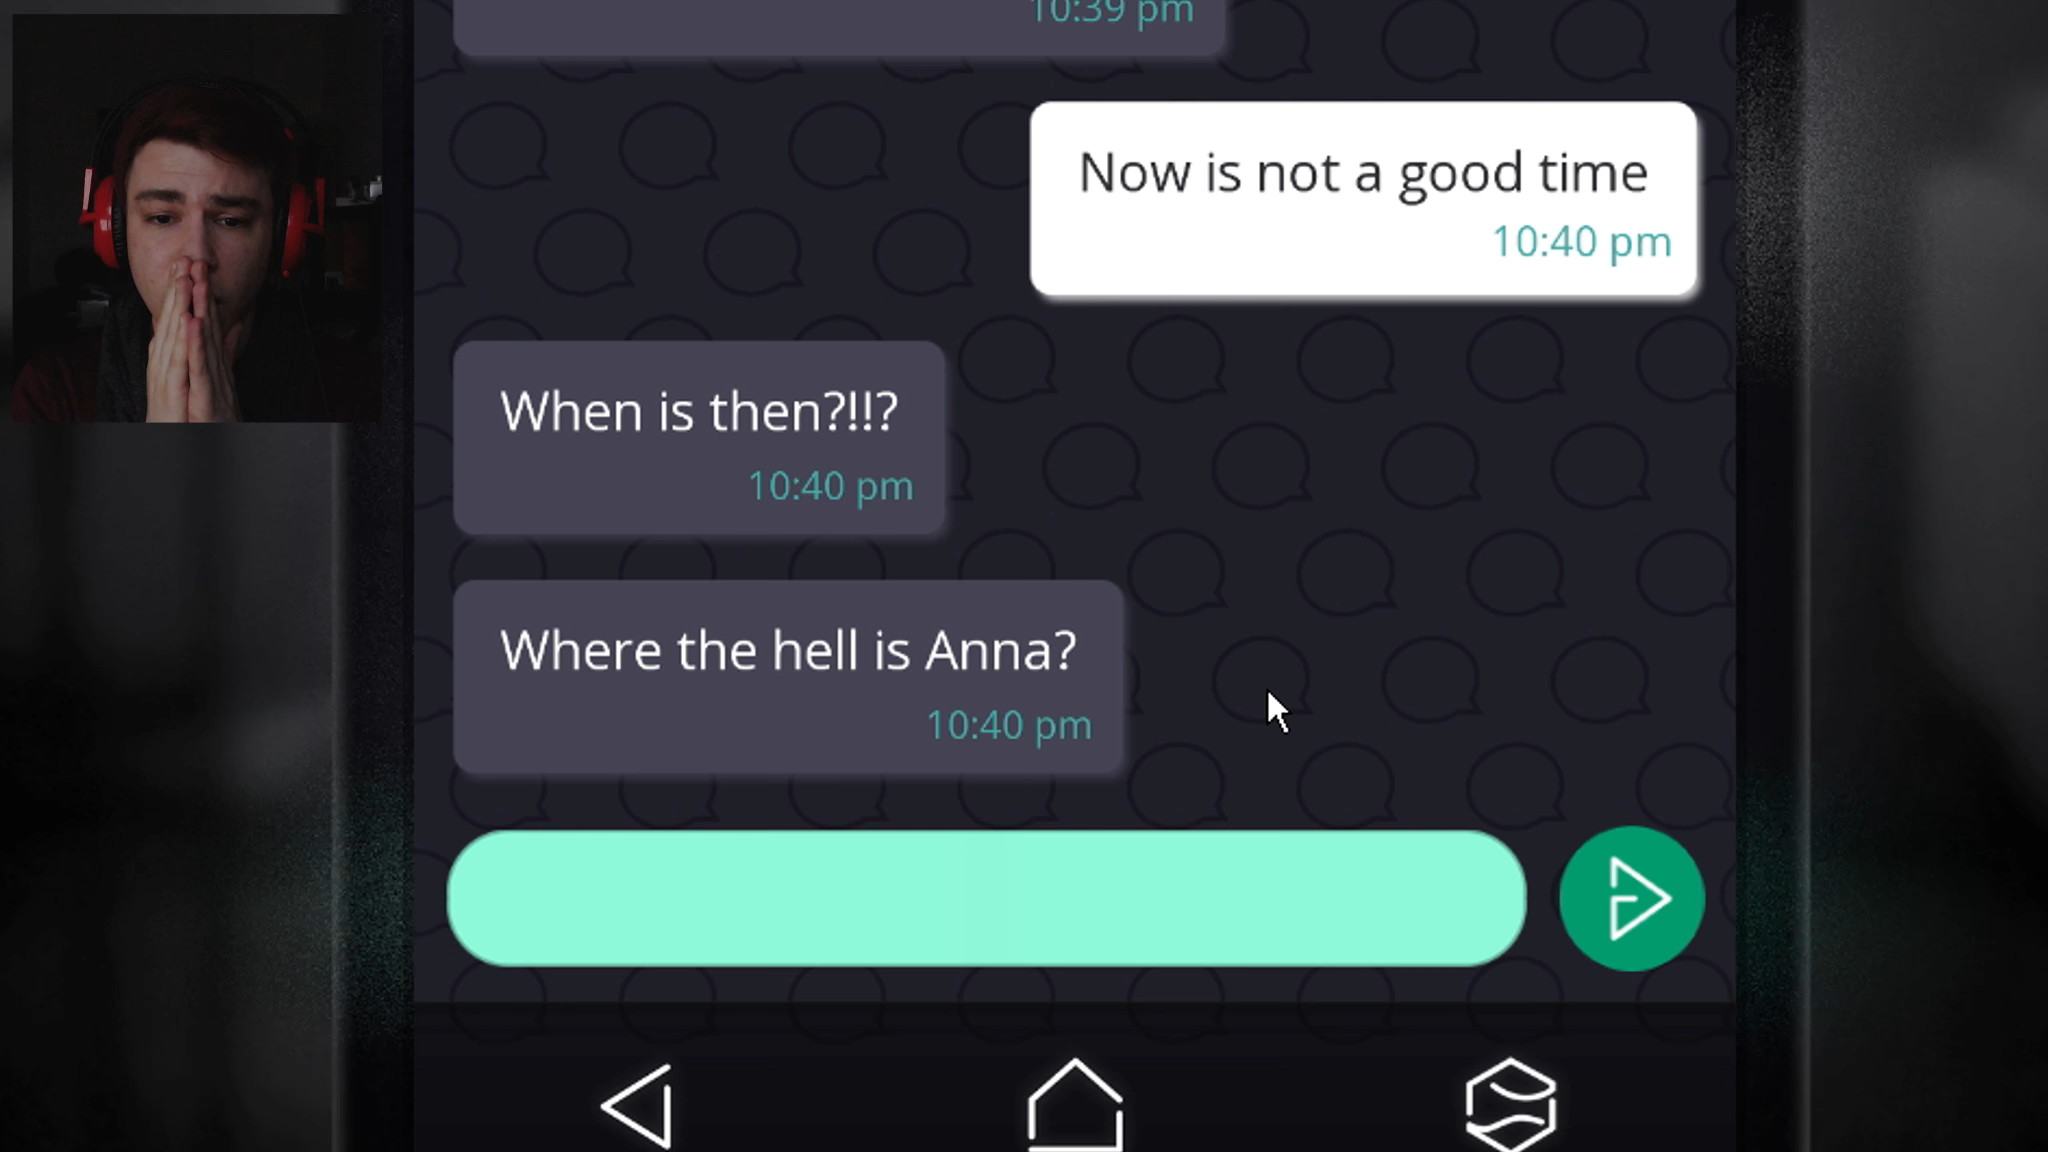 10:39 pm
Now is not a good time
10:40 pm
When is then?!!?
10:40 pm
Where the hell is Anna?
10:40 pm